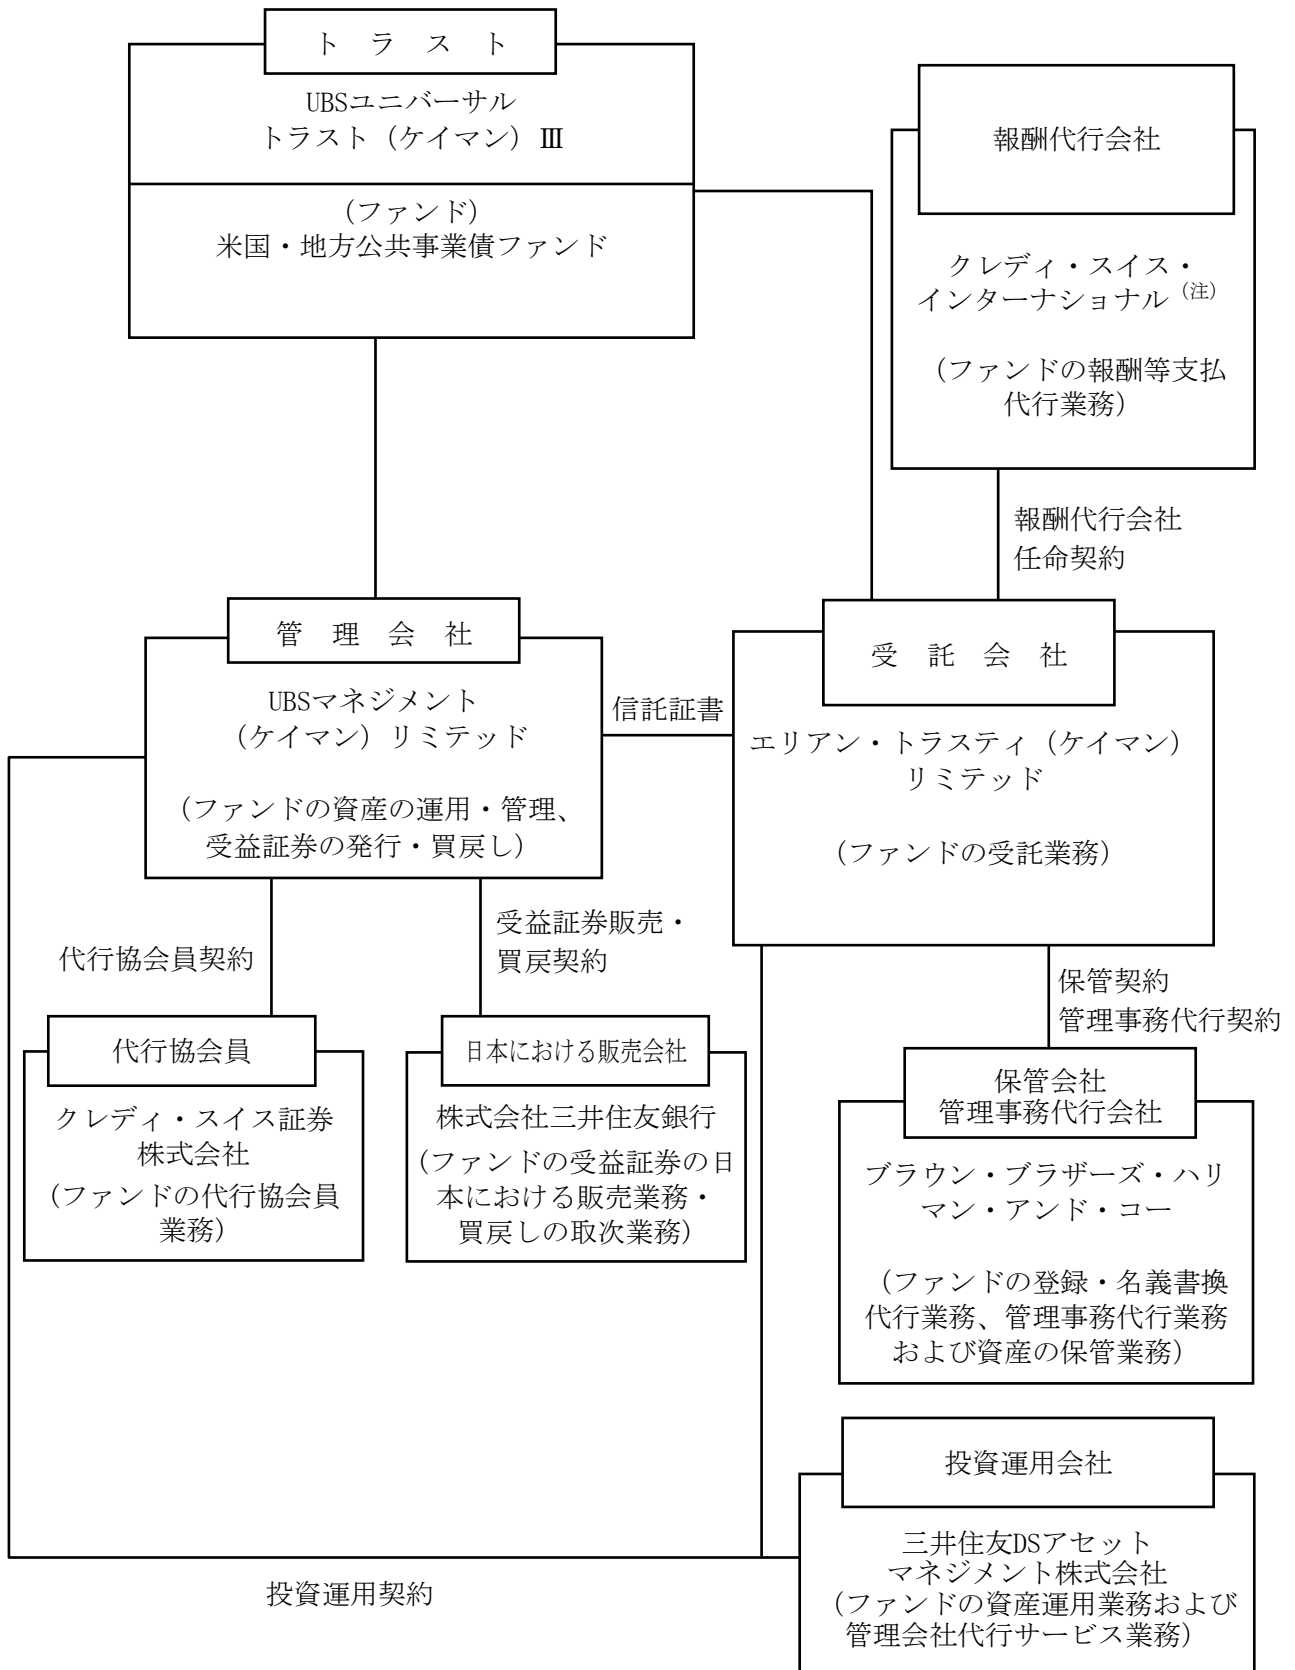 ト　ラ　ス　ト
UBSユニバーサル
トラスト（ケイマン）Ⅲ
（ファンド）
米国・地方公共事業債ファンド
報酬代行会社
クレディ・スイス・
インターナショナル（注）
（ファンドの報酬等支払
代行業務）
報酬代行会社
任命契約
管　理　会　社
UBSマネジメント
（ケイマン）リミテッド
（ファンドの資産の運用・管理、
受益証券の発行・買戻し）
信託証書
受　託　会　社
エリアン・トラスティ（ケイマン）
リミテッド
（ファンドの受託業務）
代行協会員契約
受益証券販売・
買戻契約
保管契約
管理事務代行契約
代行協会員
クレディ・スイス証券
株式会社
（ファンドの代行協会員
業務）
日本における販売会社
株式会社三井住友銀行
（ファンドの受益証券の日
本における販売業務・
買戻しの取次業務）
保管会社
管理事務代行会社
ブラウン・ブラザーズ・ハリ
マン・アンド・コー
（ファンドの登録・名義書換
代行業務、管理事務代行業務
および資産の保管業務）
投資運用会社
三井住友DSアセット
マネジメント株式会社
（ファンドの資産運用業務および
管理会社代行サービス業務）
投資運用契約